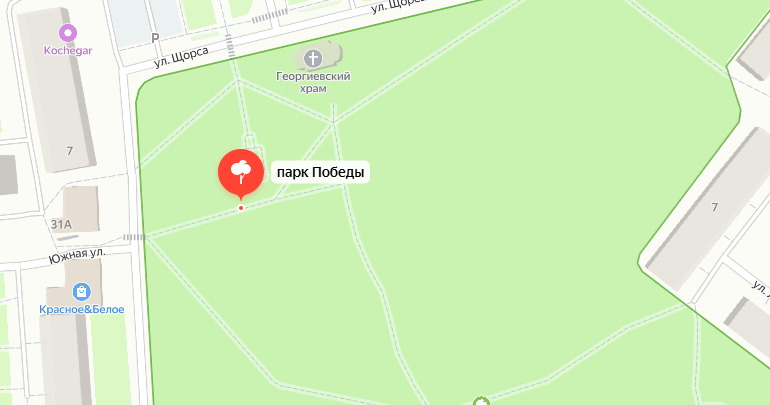 ул. Щорса
Р
Kochegar
ул. Щорса
Георгиевский
храм
7
парк Победы
31А
7
Южная ул.
Красное&Белое